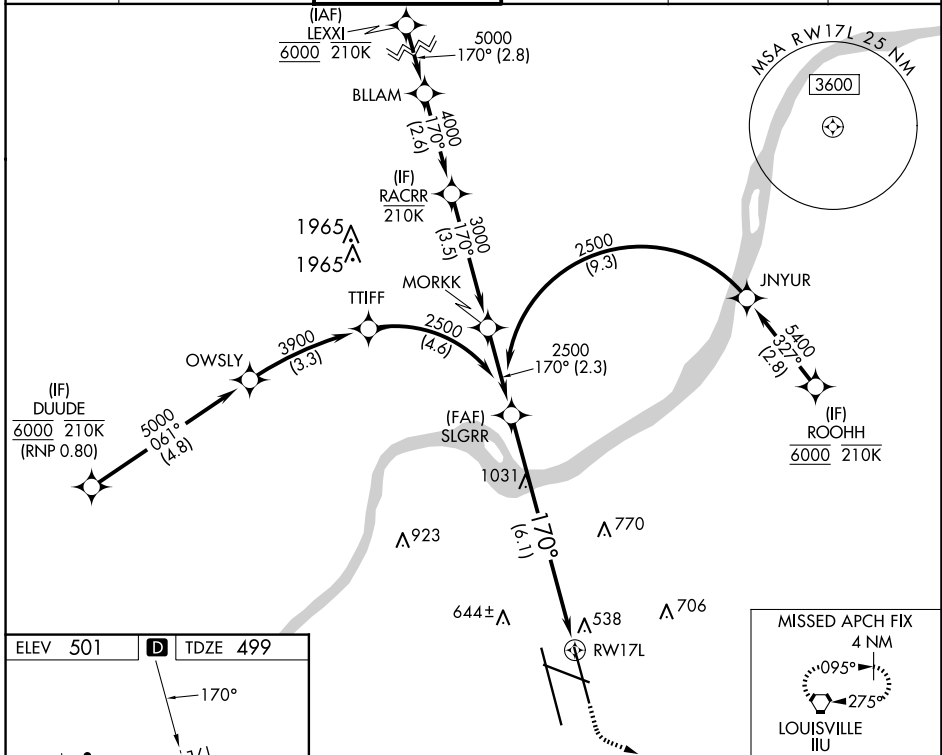 (IAF)
LEXXI
6000 210K
5000
170° (2.8)
BLLAM
4000
170°
(2.6)
(IF)
RACRR
210K
3000
170°
(3.5)
MSA RW17L 25 NM
3600
1965
1965
MORKK
TTIFF
2500
(9.3)
JNYUR
OWSLY
3900
(3.3)
2500
(4.6)
2500
170° (2.3)
5400
327°
(2.8)
(IF)
DUUDE
6000 210K
(RNP 0.80)
5000
061°
(4.8)
(FAF)
SLGRR
(IF)
ROOHH
6000 210K
1031
170°
(6.1)
923
770
644±
538
706
RW17L
ELEV 501
D
TDZE 499
170°
MISSED APCH FIX
4 NM
095°
275°
LOUISVILLE
IIU